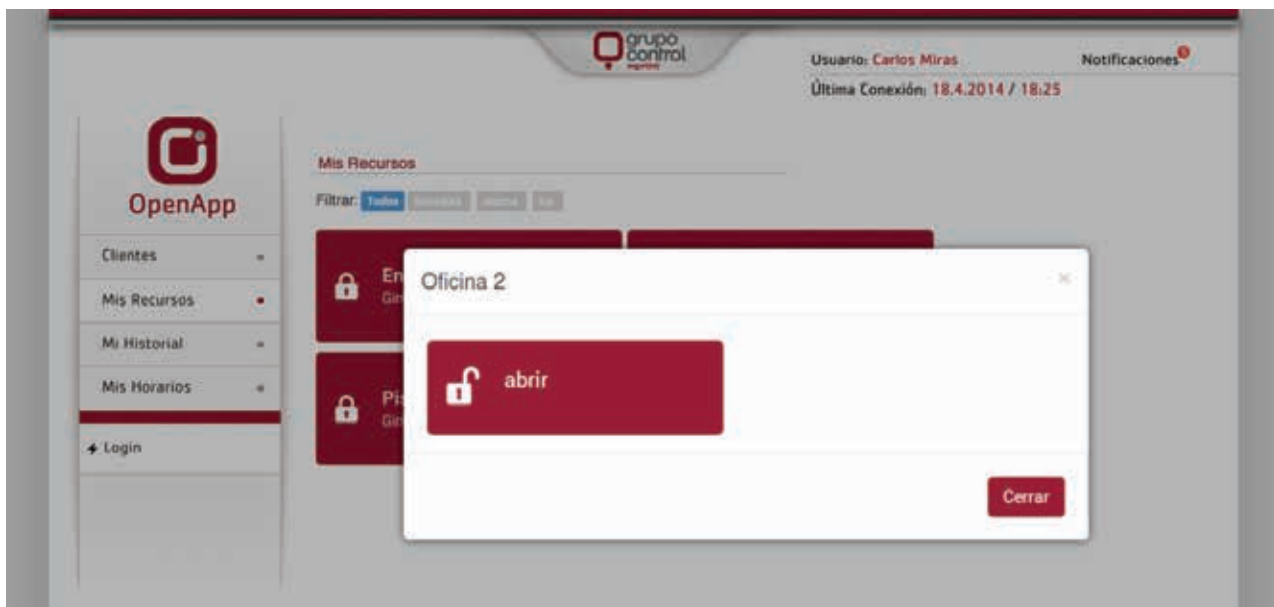 grupo
control
seguridad
Usuario: Carlos Miras
Notificaciones
Última Conexión: 18.4.2014 / 18:25
OpenApp
Clientes
Mis Recursos
Mi Historial
Mis Horarios
Login
Mis Recursos
Filtrar: Todos
Oficina 2
abrir
Cerrar